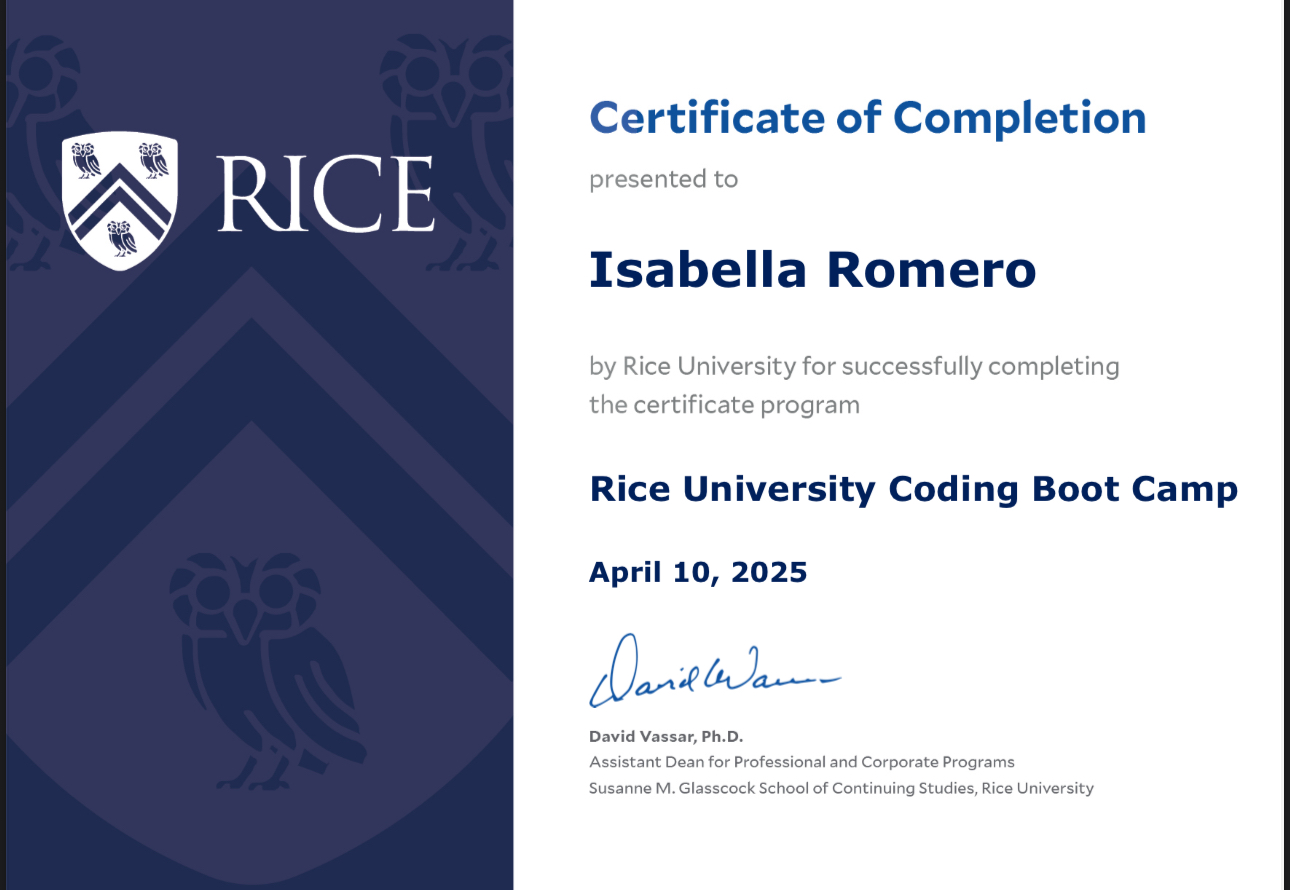 RICE
Certificate of Completion
presented to
Isabella Romero
by Rice University for successfully completing
the certificate program
Rice University Coding Boot Camp
April 10, 2025
David Vassar
David Vassar, Ph.D.
Assistant Dean for Professional and Corporate Programs
Susanne M. Glasscock School of Continuing Studies, Rice University